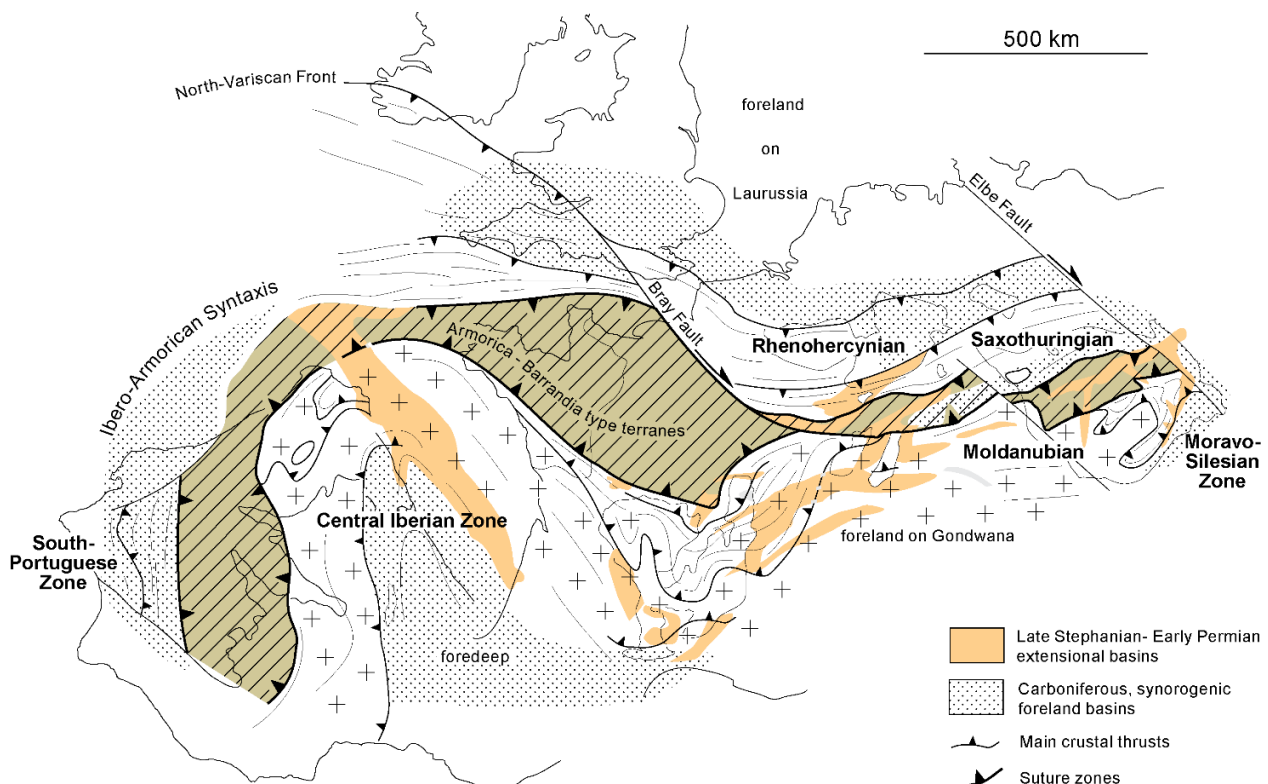 500 km
North-Variscan Front
foreland
on
Laurussia
Elbe Fault
Ibero-Armorican Syntaxis
Bray Fault
Armorica - Barrandia type terranes
Rhenohercynian
Saxothuringian
Moldanubian
Moravo-
Silesian
Zone
Central Iberian Zone
South-
Portuguese
Zone
foreland on Gondwana
foredeep
Late Stephanian- Early Permian
extensional basins
Carboniferous, synorogenic
foreland basins
Main crustal thrusts
Suture zones